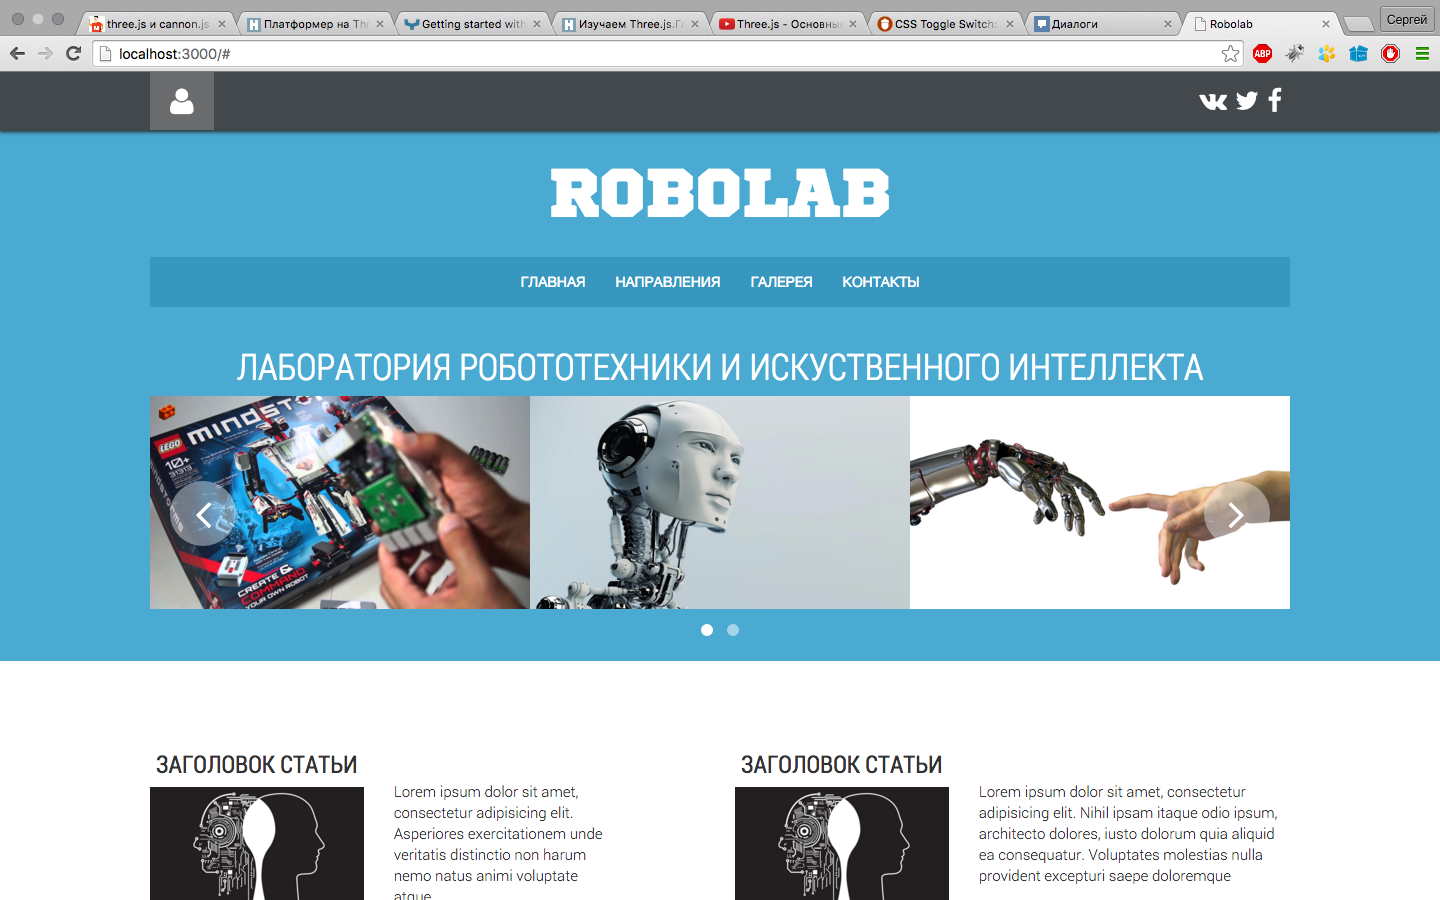 three.js и cannon.js
Платформер на Thr
Getting started with
Изучаем Three.js.Гл
Three.js - Основные
CSS Toggle Switch:
Диалоги
Robolab
Сергей
localhost:3000/#
ABP
ROBOLAB
ГЛАВНАЯ НАПРАВЛЕНИЯ ГАЛЕРЕЯ КОНТАКТЫ
ЛАБОРАТОРИЯ РОБОТОТЕХНИКИ И ИСКУСТВЕННОГО ИНТЕЛЛЕКТА
LEGO
MINDSTO
10+
31313
CREATE &
COMMAND
YOUR OWN ROBOT
ЗАГОЛОВОК СТАТЬИ
Lorem ipsum dolor sit amet,
consectetur adipisicing elit.
Asperiores exercitationem unde
veritatis distinctio non harum
nemo natus animi voluptate
atque
ЗАГОЛОВОК СТАТЬИ
Lorem ipsum dolor sit amet, consectetur
adipisicing elit. Nihil ipsam itaque odio ipsum,
architecto dolores, iusto dolorum quia aliquid
ea consequatur. Voluptates molestias nulla
provident excepturi saepe doloremque